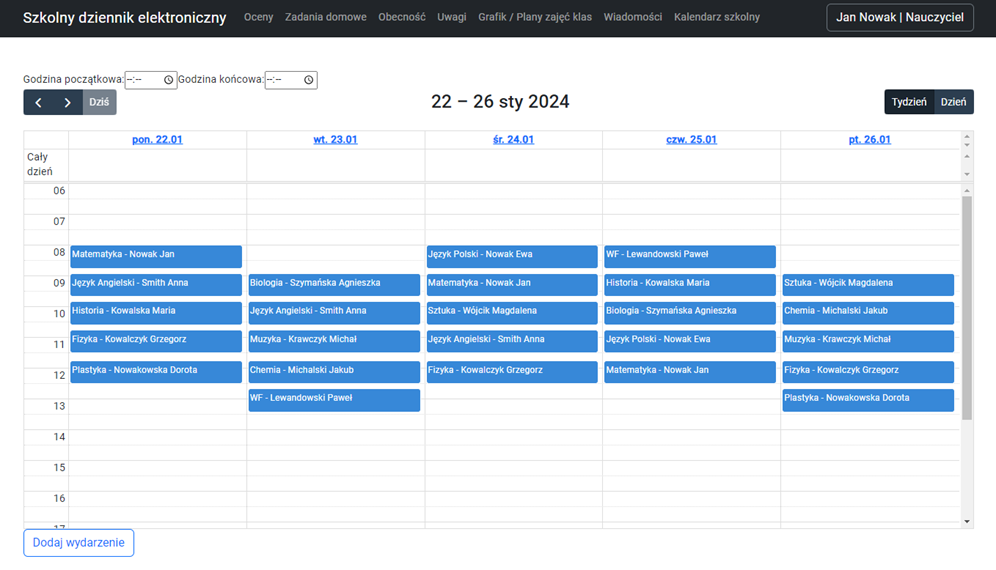 Szkolny dziennik elektroniczny Oceny Zadania domowe Obecność Uwagi Grafik / Plany zajęć klas Wiadomości Kalendarz szkolny Jan Nowak | Nauczyciel
Godzina początkowa: --:-- Godzina końcowa: --:--
Dziś 22 – 26 sty 2024 Tydzień Dzień
pon. 22.01 wt. 23.01 śr. 24.01 czw. 25.01 pt. 26.01
Cały
dzień
06
07
08 Matematyka - Nowak Jan Język Polski - Nowak Ewa WF - Lewandowski Paweł
09 Język Angielski - Smith Anna Biologia - Szymańska Agnieszka Matematyka - Nowak Jan Historia - Kowalska Maria Sztuka - Wójcik Magdalena
10 Historia - Kowalska Maria Język Angielski - Smith Anna Sztuka - Wójcik Magdalena Biologia - Szymańska Agnieszka Chemia - Michalski Jakub
11 Fizyka - Kowalczyk Grzegorz Muzyka - Krawczyk Michał Język Angielski - Smith Anna Język Polski - Nowak Ewa Muzyka - Krawczyk Michał
12 Plastyka - Nowakowska Dorota Chemia - Michalski Jakub Fizyka - Kowalczyk Grzegorz Matematyka - Nowak Jan Fizyka - Kowalczyk Grzegorz
13 WF - Lewandowski Paweł Plastyka - Nowakowska Dorota
14
15
16
17
Dodaj wydarzenie